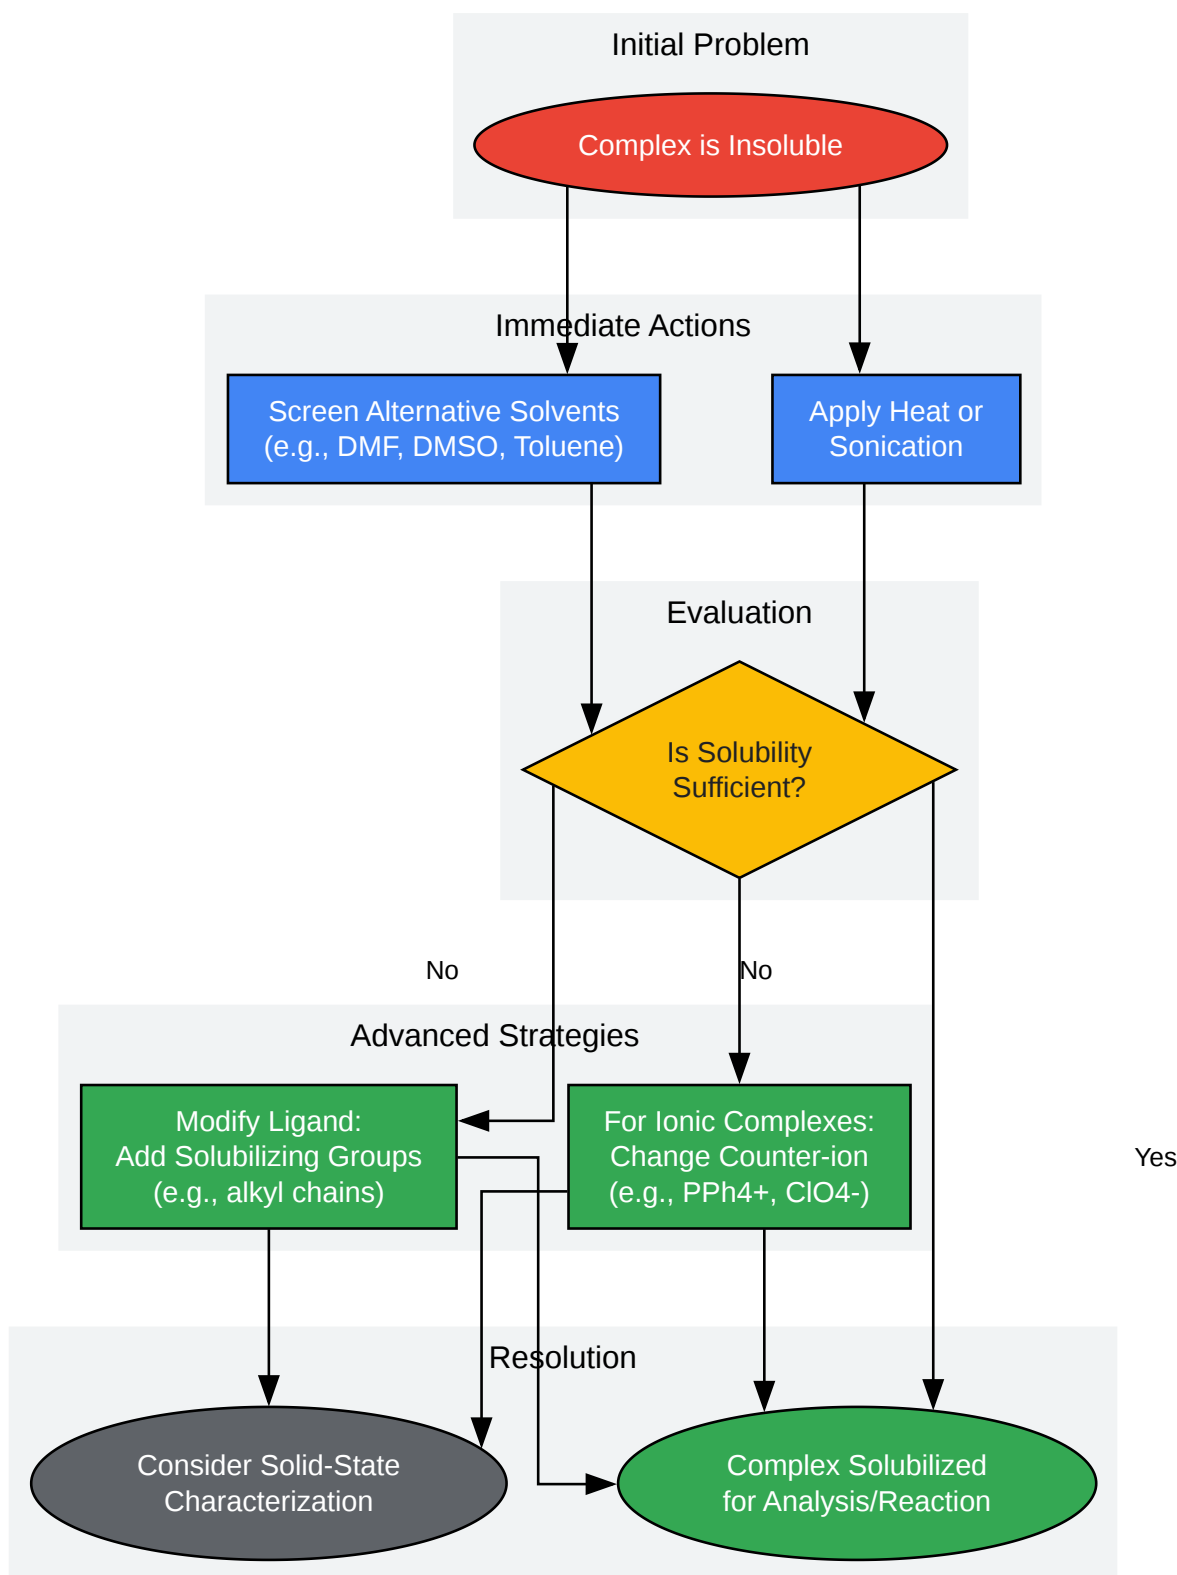 Initial Problem
Complex is Insoluble
Immediate Actions
Screen Alternative Solvents
(e.g., DMF, DMSO, Toluene)
Apply Heat or
Sonication
Evaluation
Is Solubility
Sufficient?
No
No
Advanced Strategies
Modify Ligand:
Add Solubilizing Groups
(e.g., alkyl chains)
For Ionic Complexes:
Change Counter-ion
(e.g., PPh4+, ClO4-)
Yes
Resolution
Consider Solid-State
Characterization
Complex Solubilized
for Analysis/Reaction